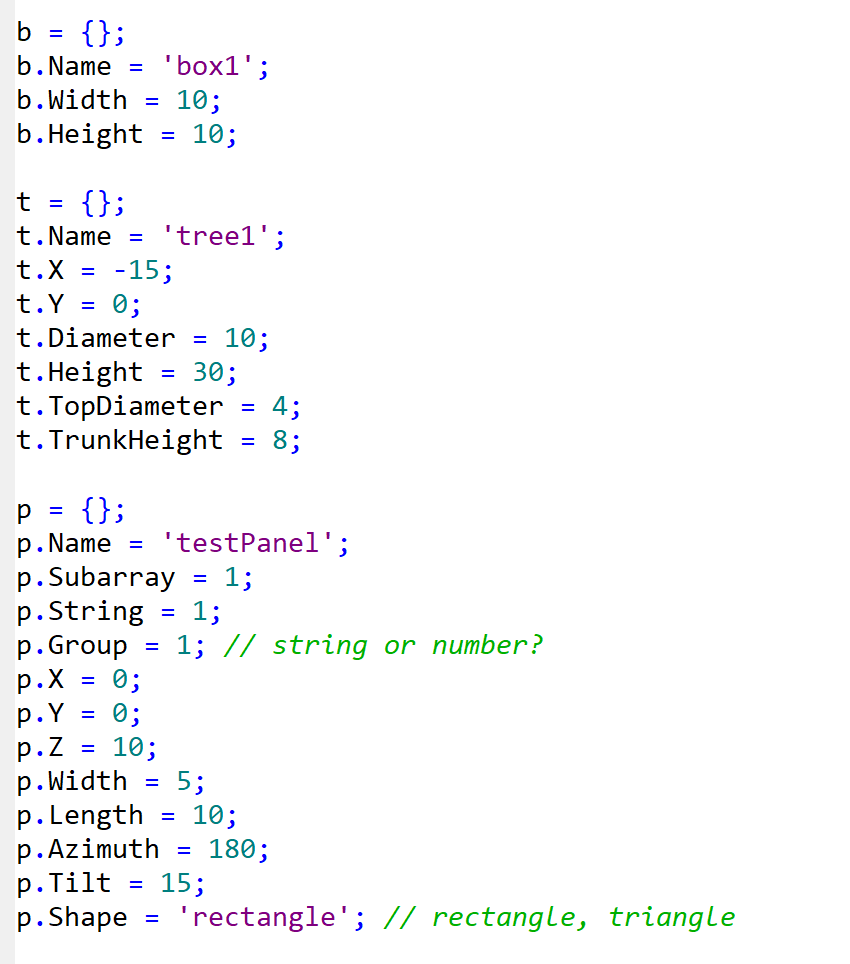 b = {};
b.Name = 'box1';
b.Width = 10;
b.Height = 10;
t = {};
t.Name = 'tree1';
t.X = -15;
t.Y = 0;
t.Diameter = 10;
t.Height = 30;
t.TopDiameter = 4;
t.TrunkHeight = 8;
p = {};
p.Name = 'testPanel';
p.Subarray = 1;
p.String = 1;
p.Group = 1; // string or number?
p.X = 0;
p.Y = 0;
p.Z = 10;
p.Width = 5;
p.Length = 10;
p.Azimuth = 180;
p.Tilt = 15;
p.Shape = 'rectangle'; // rectangle, triangle